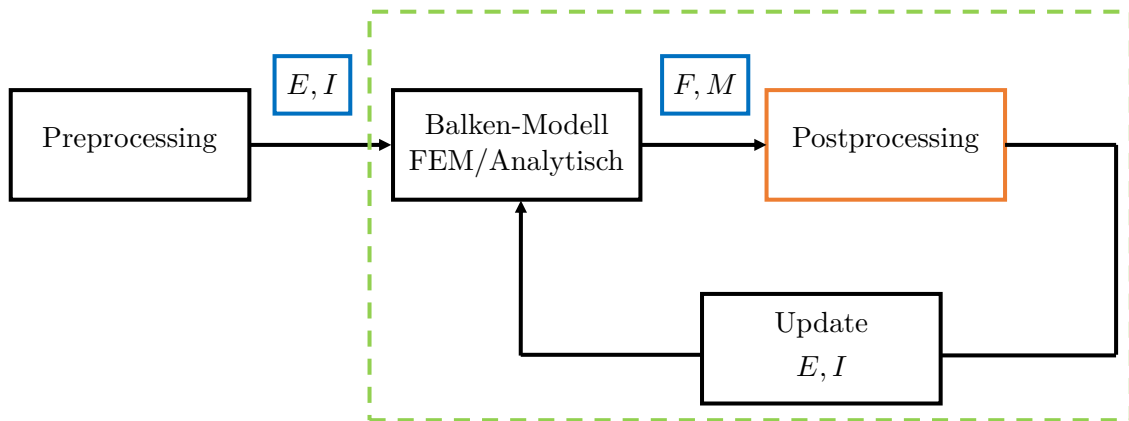 E, I
F, M
Preprocessing
Balken-Modell
FEM/Analytisch
Postprocessing
Update
E, I